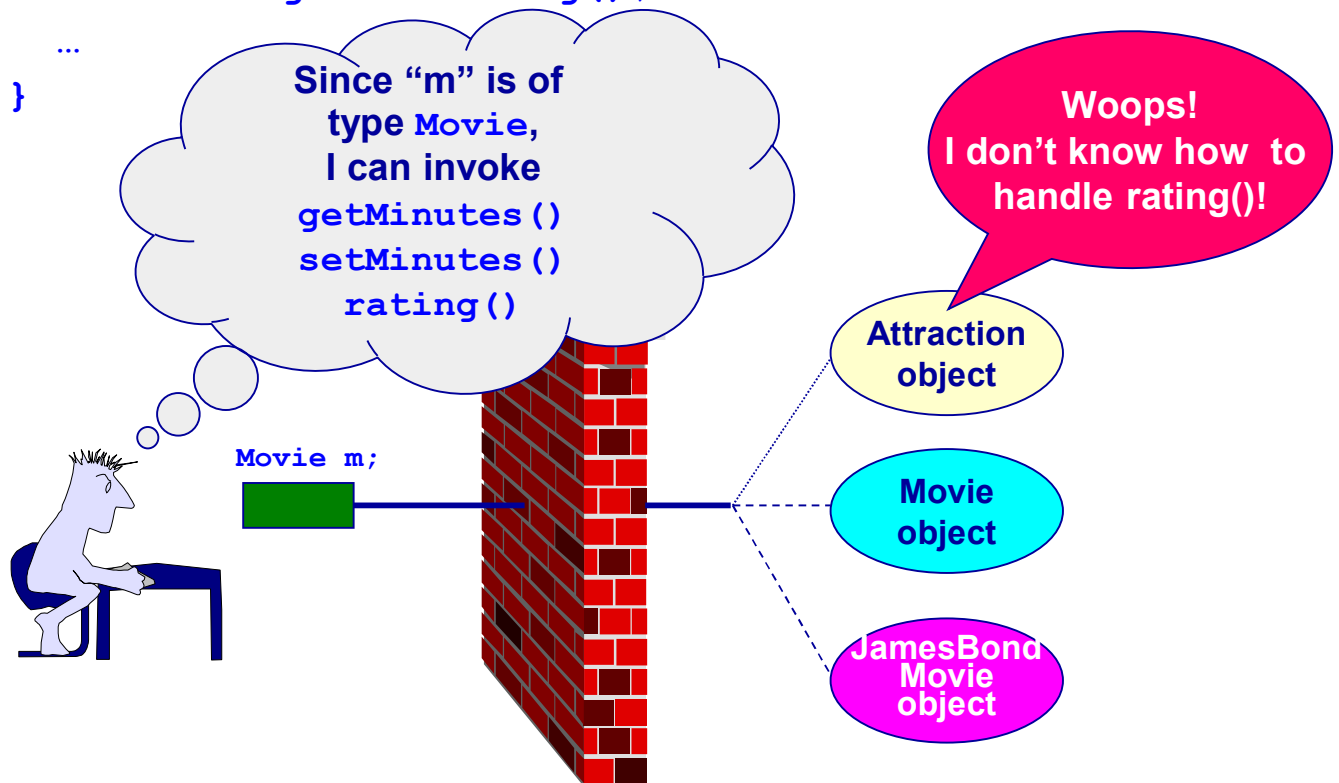 ...
}
Since “m” is of
type Movie,
I can invoke
getMinutes()
setMinutes()
rating()
Woops!
I don’t know how to
handle rating()!
Movie m;
Attraction
object
Movie
object
JamesBond
Movie
object